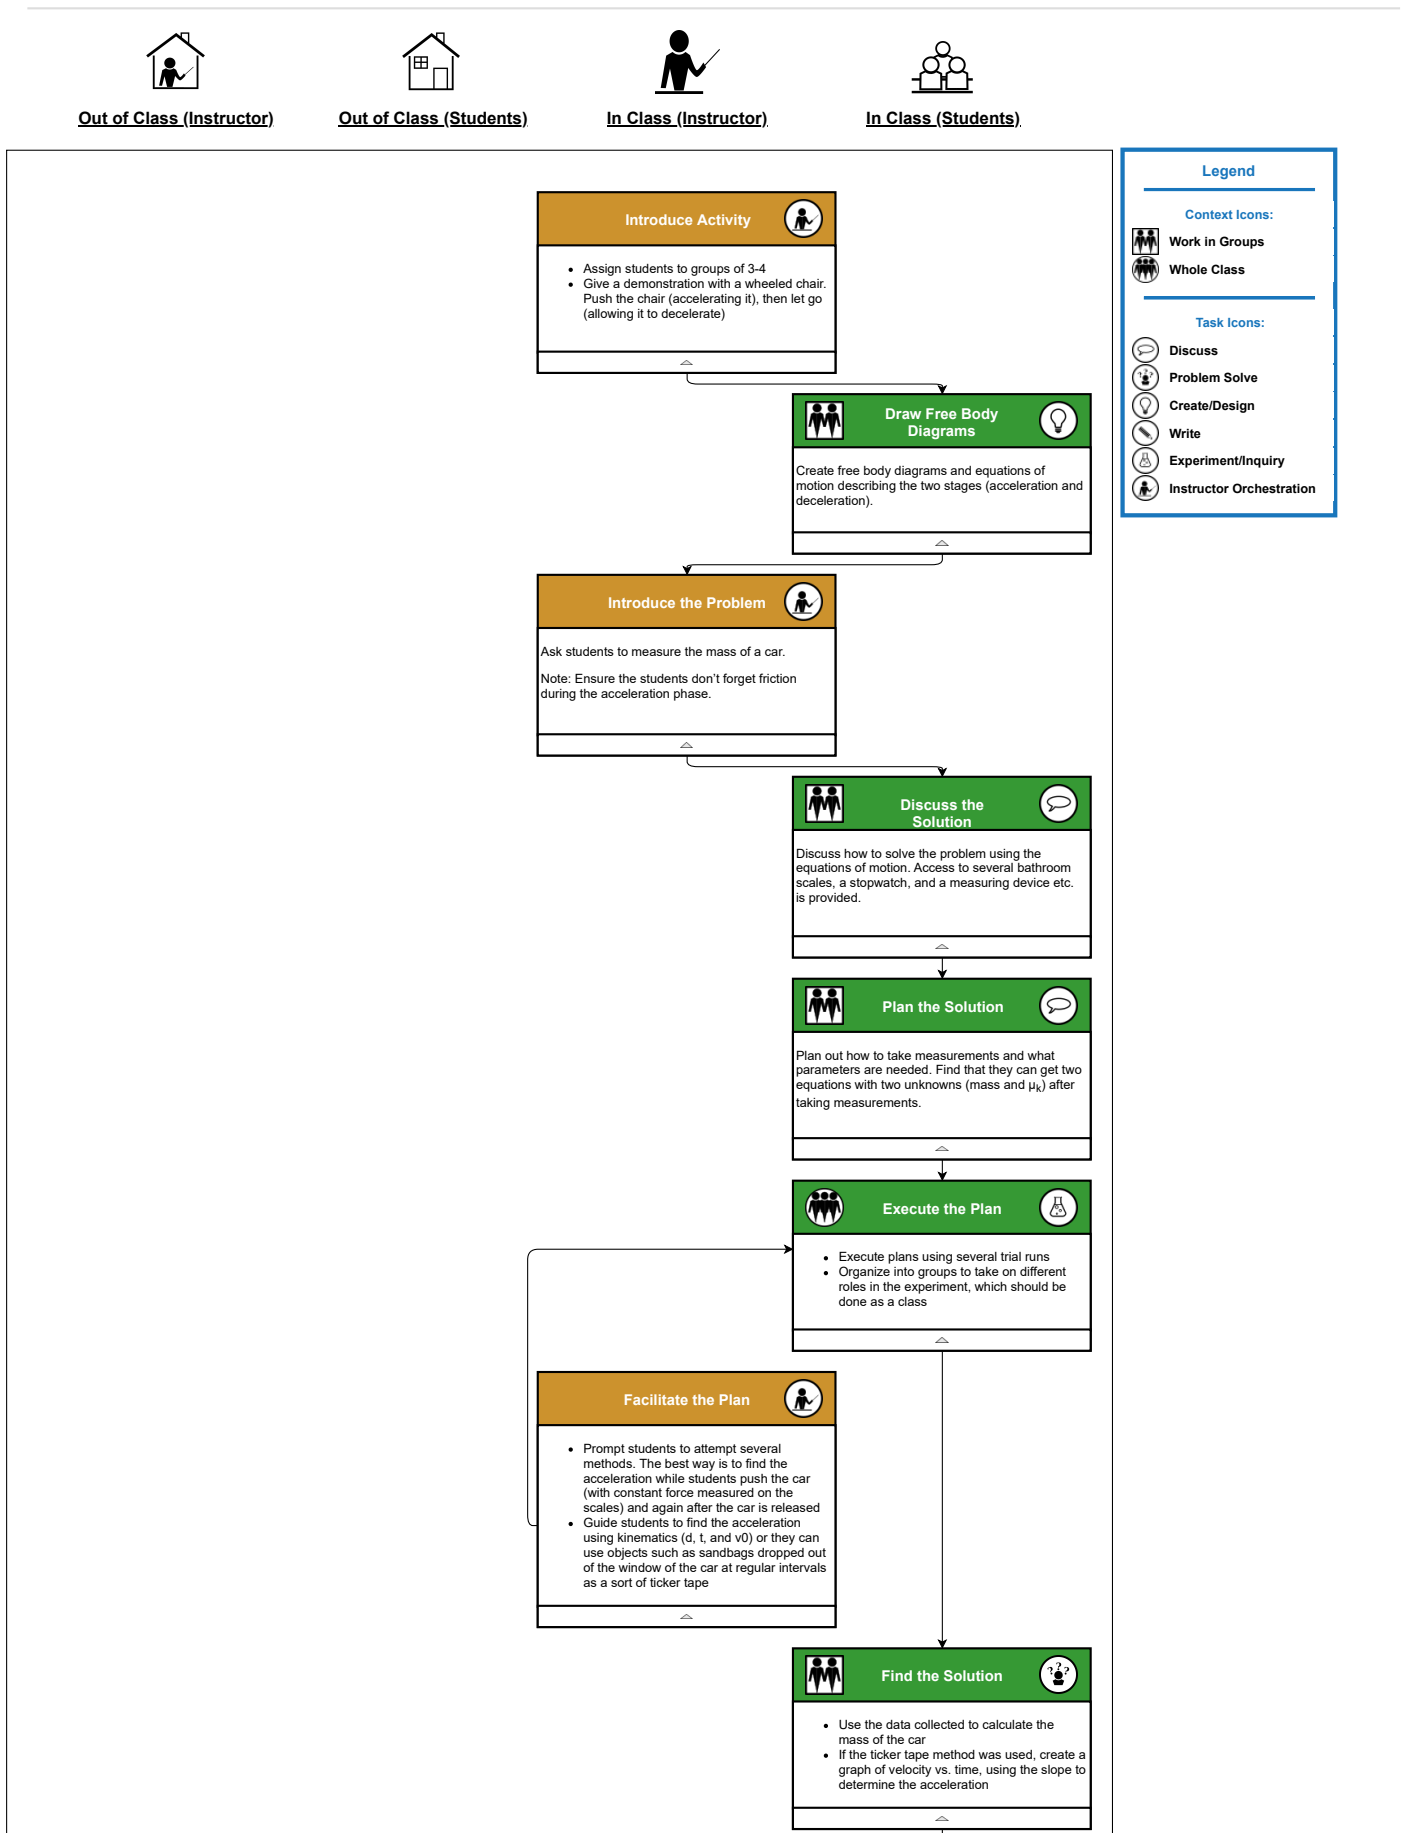 Out of Class (Instructor)
Out of Class (Students)
In Class (Instructor)
In Class (Students)
Legend
Context Icons:
Work in Groups
Whole Class
Task Icons:
Discuss
Problem Solve
Create/Design
Write
Experiment/Inquiry
Instructor Orchestration
Introduce Activity
• Assign students to groups of 3-4
• Give a demonstration with a wheeled chair.
Push the chair (accelerating it), then let go
(allowing it to decelerate)
Draw Free Body
Diagrams
Create free body diagrams and equations of
motion describing the two stages (acceleration and
deceleration).
Introduce the Problem
Ask students to measure the mass of a car.
Note: Ensure the students don't forget friction
during the acceleration phase.
Discuss the
Solution
Discuss how to solve the problem using the
equations of motion. Access to several bathroom
scales, a stopwatch, and a measuring device etc.
is provided.
Plan the Solution
Plan out how to take measurements and what
parameters are needed. Find that they can get two
equations with two unknowns (mass and μk) after
taking measurements.
Execute the Plan
• Execute plans using several trial runs
• Organize into groups to take on different
roles in the experiment, which should be
done as a class
Facilitate the Plan
• Prompt students to attempt several
methods. The best way is to find the
acceleration while students push the car
(with constant force measured on the
scales) and again after the car is released
• Guide students to find the acceleration
using kinematics (d, t, and v0) or they can
use objects such as sandbags dropped out
of the window of the car at regular intervals
as a sort of ticker tape
Find the Solution
• Use the data collected to calculate the
mass of the car
• If the ticker tape method was used, create a
graph of velocity vs. time, using the slope to
determine the acceleration